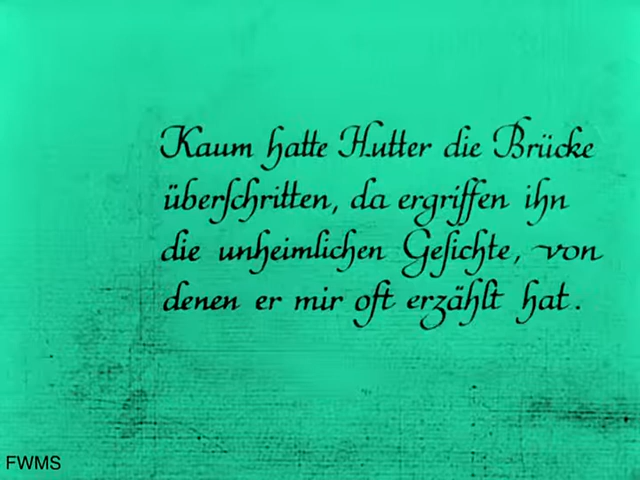 Kaum hatte Hutter die Brücke
überſchritten, da ergriffen ihn
die unheimlichen Geſichte, von
denen er mir oft erzählt hat.
FWMS